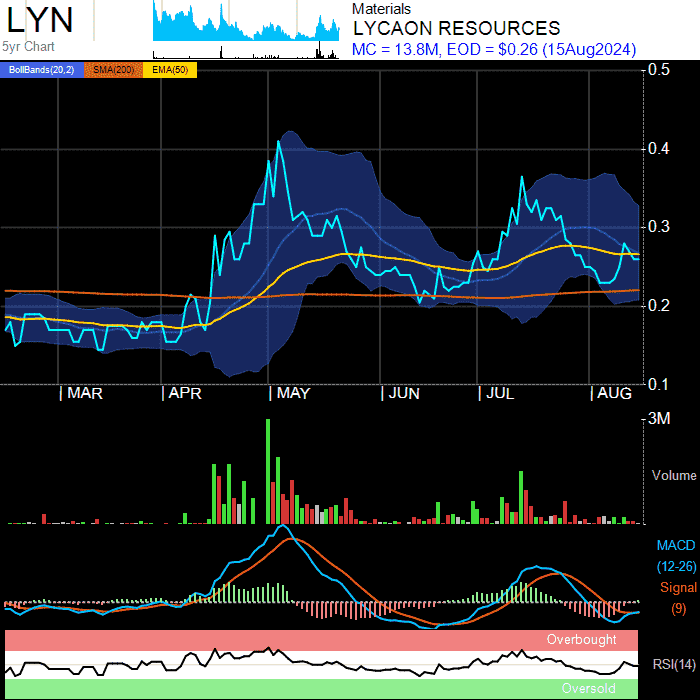 LYN
5yr Chart
Materials
LYCAON RESOURCES
MC = 13.8M, EOD = $0.26 (15Aug2024)
BollBands(20,2) SMA(200) EMA(50)
0.5
0.4
0.3
0.2
0.1
MAR APR MAY JUN JUL AUG
3M
Volume
MACD
(12-26)
Signal
(9)
Overbought
RSI(14)
Oversold